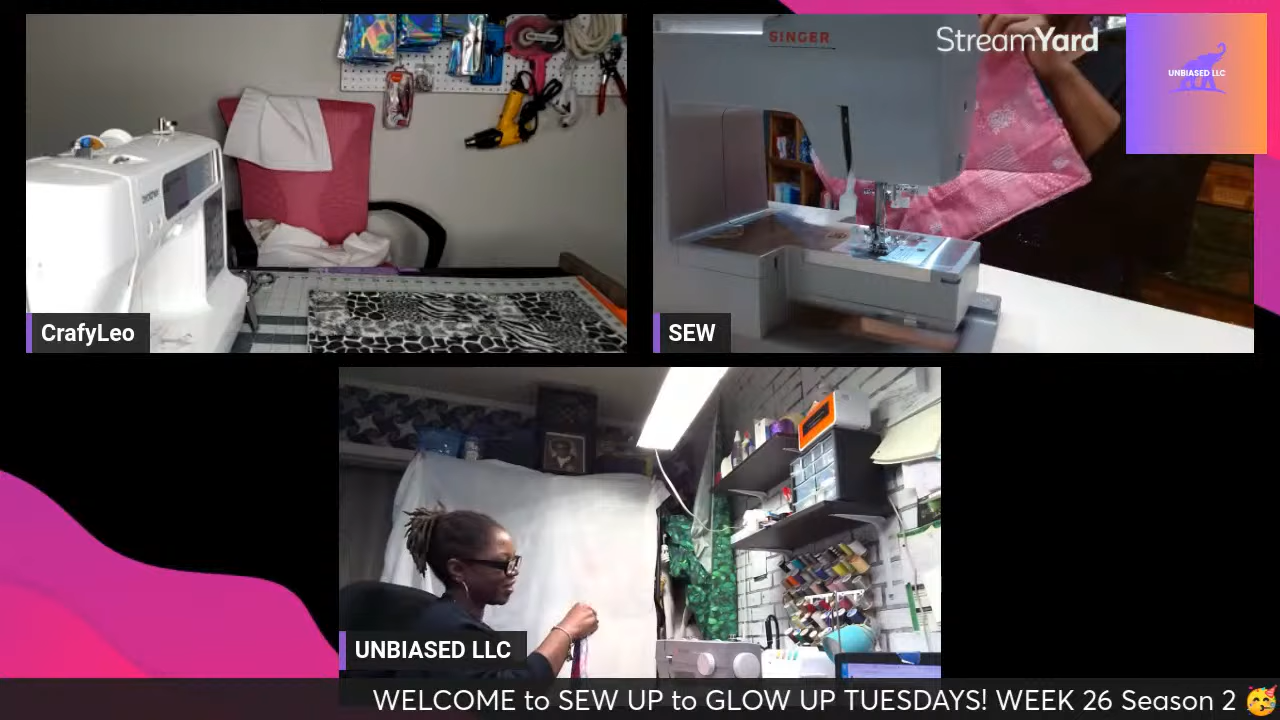 SINGER
StreamYard
UNBIASED LLC
brother
CrafyLeo
SEW
UNBIASED LLC
WELCOME to SEW UP to GLOW UP TUESDAYS! WEEK 26 Season 2 🥳